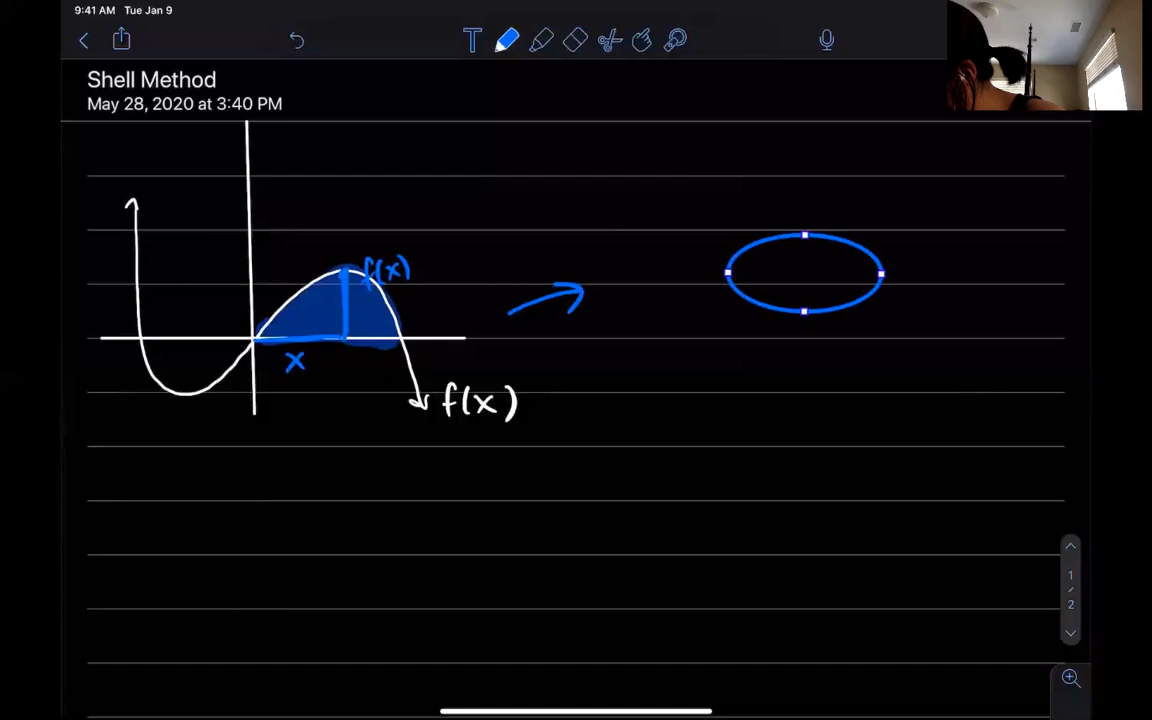 9:41 AM Tue Jan 9
T
Shell Method
May 28, 2020 at 3:40 PM
f(x)
x
f(x)
1
/
2